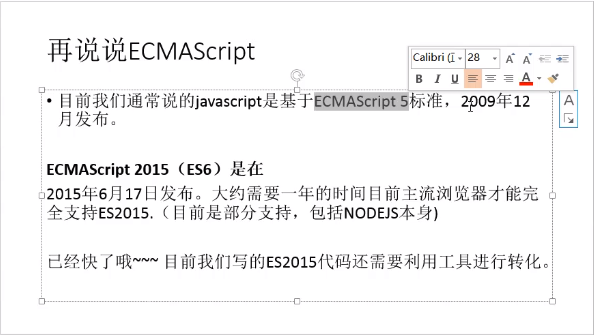 再说说ECMAScript
Calibri (正 28
B I U A
• 目前我们通常说的javascript是基于ECMAScript 5标准，2009年12
月发布。
ECMAScript 2015（ES6）是在
2015年6月17日发布。大约需要一年的时间目前主流浏览器才能完
全支持ES2015.（目前是部分支持，包括NODEJS本身)
已经快了哦~~~ 目前我们写的ES2015代码还需要利用工具进行转化。